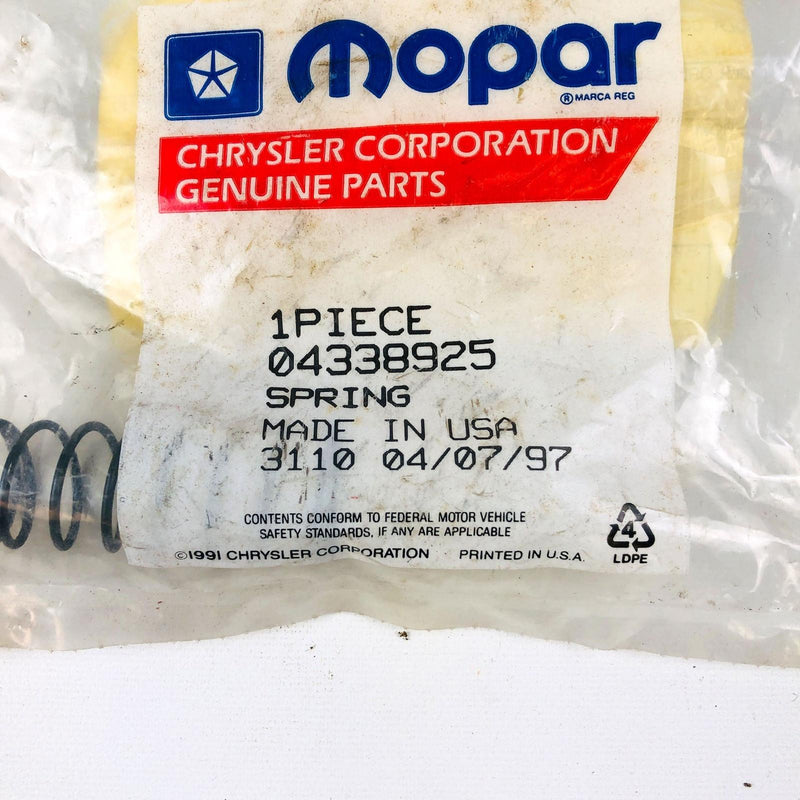 mopar
® MARCA REG
CHRYSLER CORPORATION
GENUINE PARTS
1PIECE
04338925
SPRING
MADE IN USA
3110 04/07/97
CONTENTS CONFORM TO FEDERAL MOTOR VEHICLE
SAFETY STANDARDS, IF ANY ARE APPLICABLE
©1991 CHRYSLER CORPORATION · PRINTED IN U.S.A.
4
LDPE